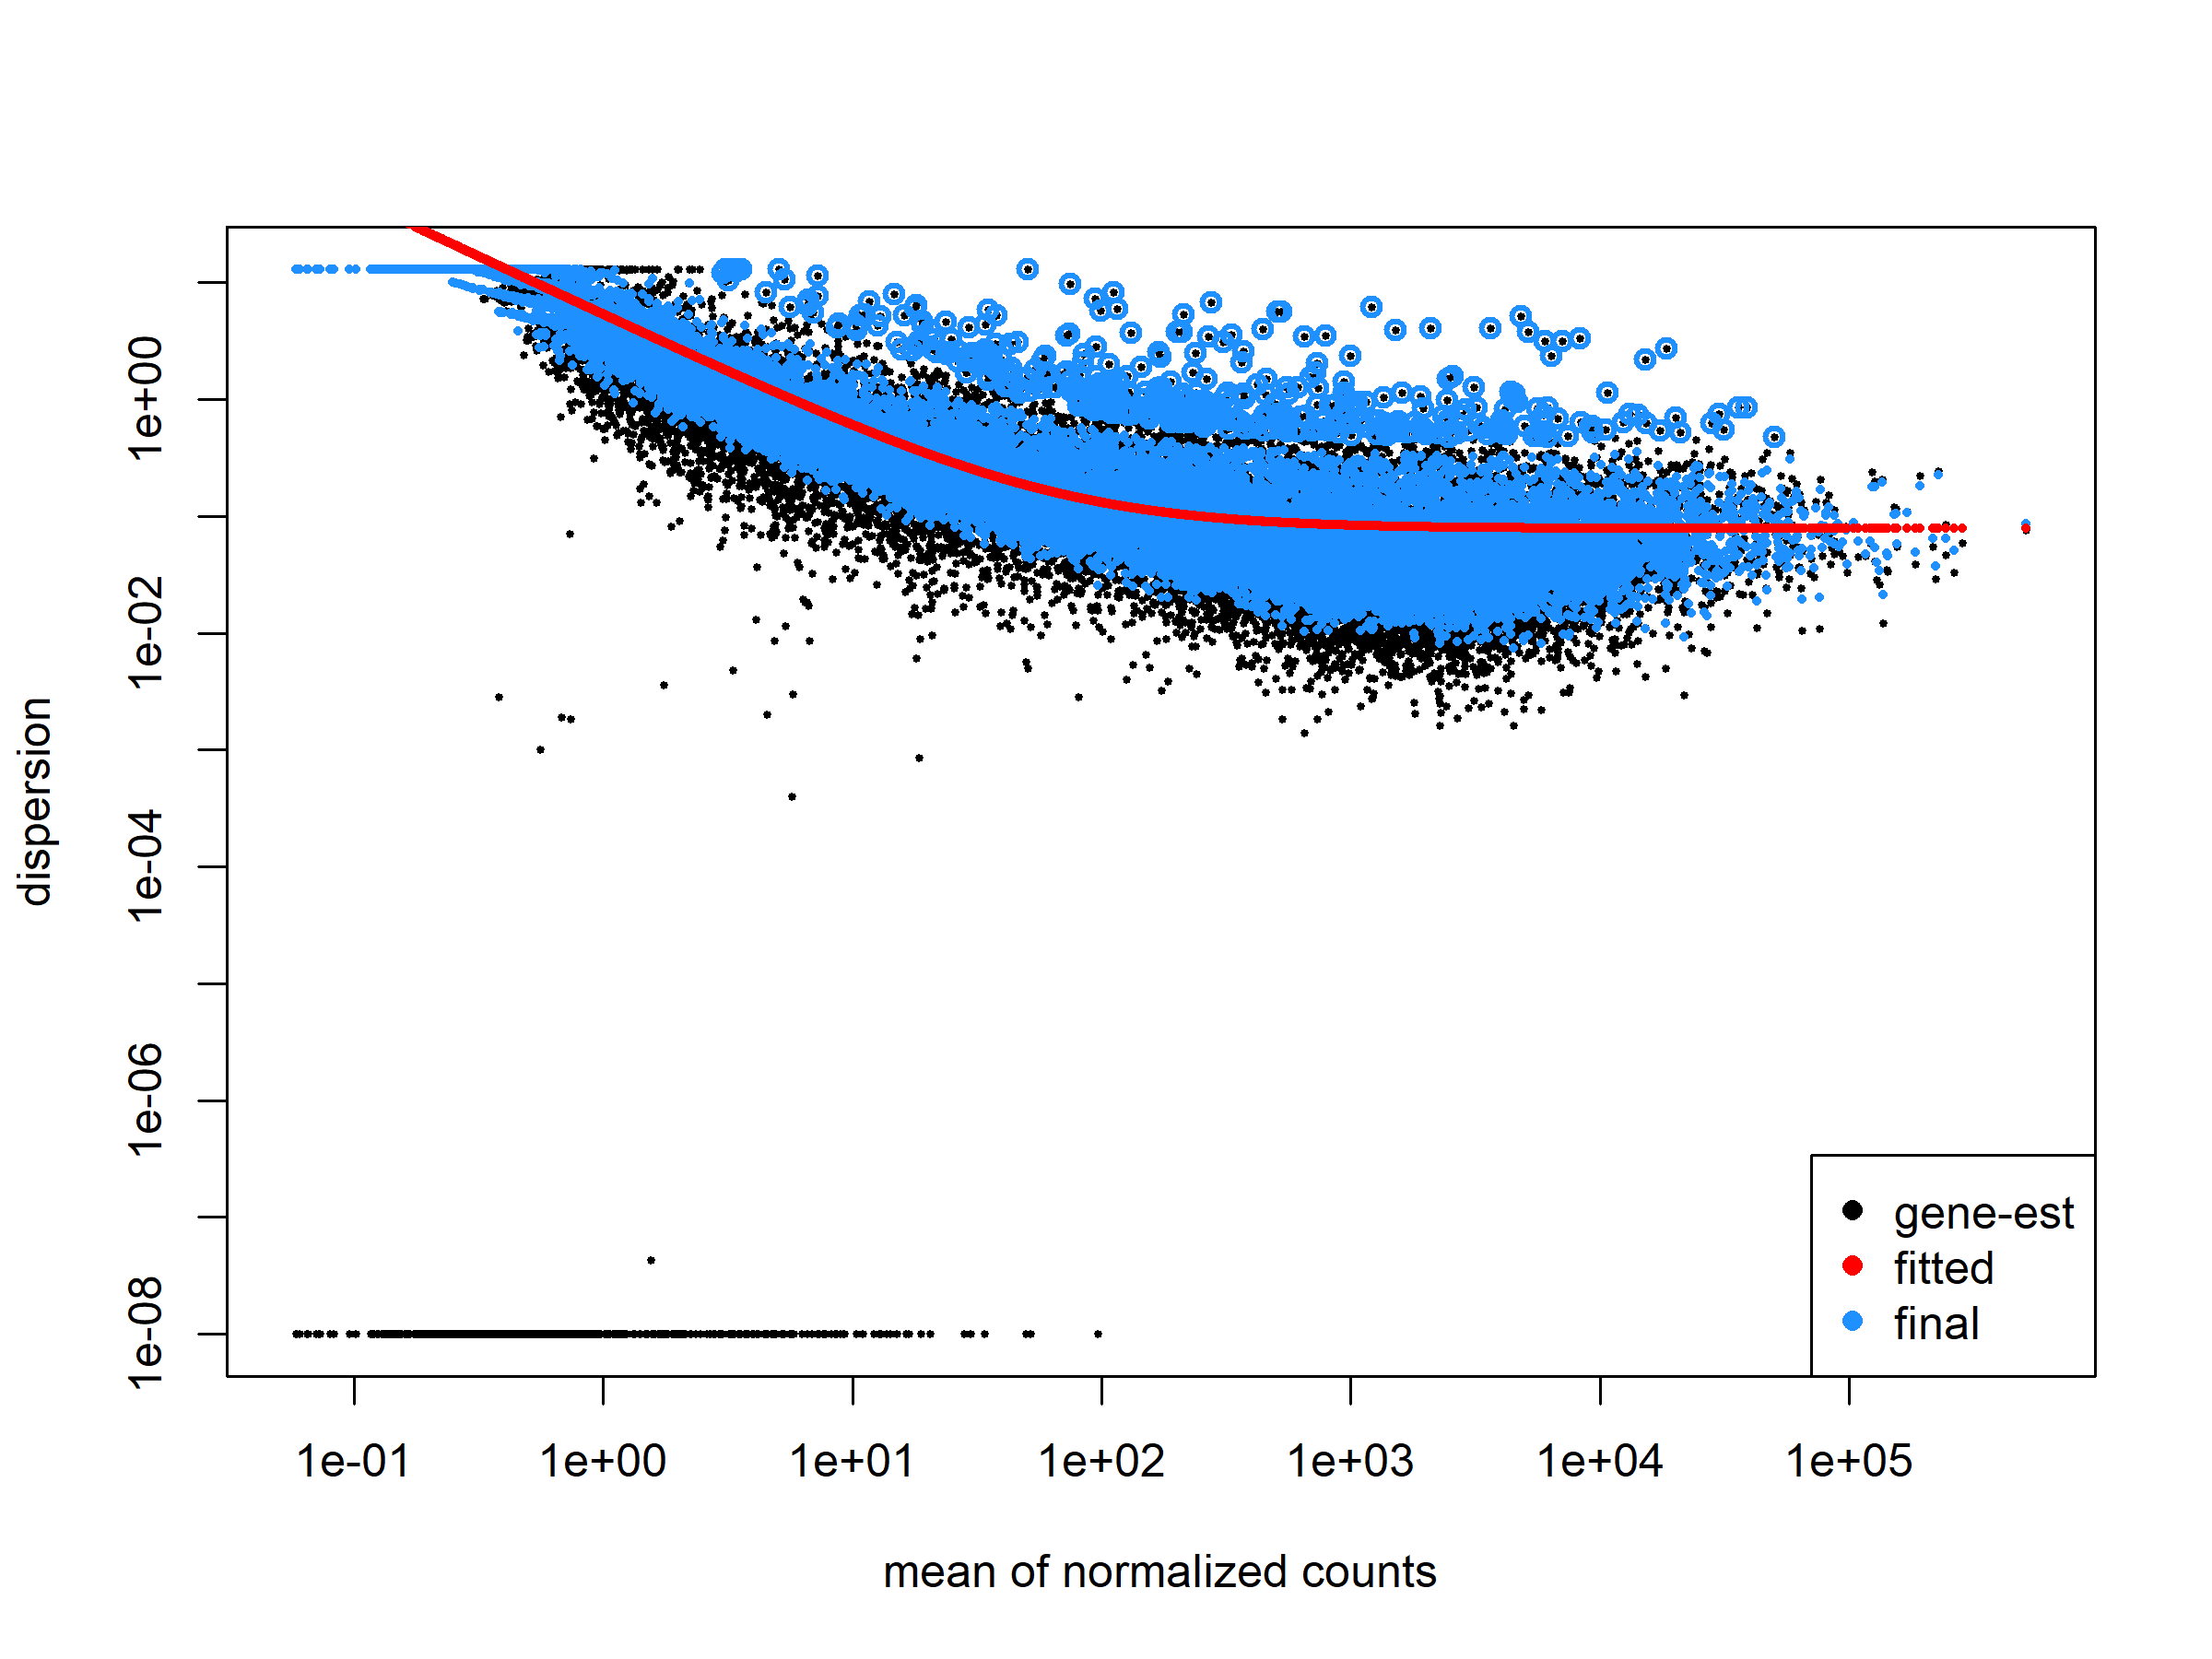 dispersion
1e+00
1e-02
1e-04
1e-06
1e-08
1e-01
1e+00
1e+01
1e+02
1e+03
1e+04
1e+05
mean of normalized counts
gene-est
fitted
final